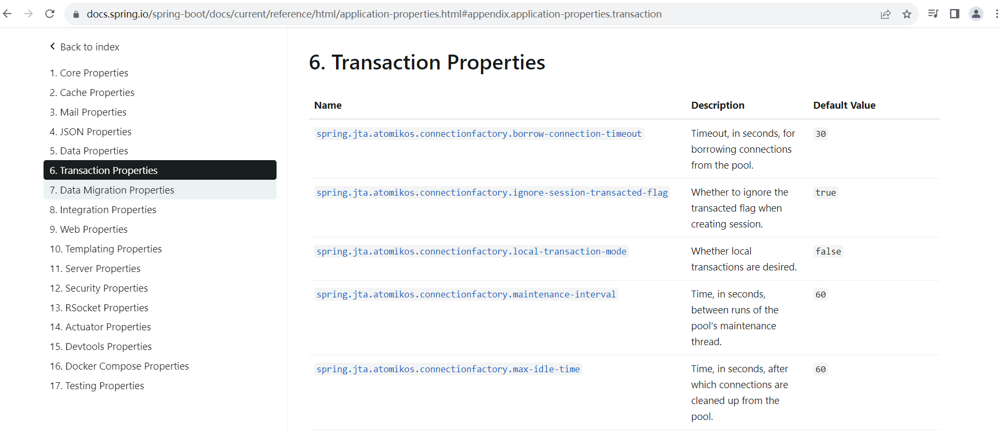 docs.spring.io/spring-boot/docs/current/reference/html/application-properties.html#appendix.application-properties.transaction
Back to index
1. Core Properties
2. Cache Properties
3. Mail Properties
4. JSON Properties
5. Data Properties
6. Transaction Properties
7. Data Migration Properties
8. Integration Properties
9. Web Properties
10. Templating Properties
11. Server Properties
12. Security Properties
13. RSocket Properties
14. Actuator Properties
15. Devtools Properties
16. Docker Compose Properties
17. Testing Properties
6. Transaction Properties
Name Description Default Value
spring.jta.atomikos.connectionfactory.borrow-connection-timeout Timeout, in seconds, for 30
borrowing connections
from the pool.
spring.jta.atomikos.connectionfactory.ignore-session-transacted-flag Whether to ignore the true
transacted flag when
creating session.
spring.jta.atomikos.connectionfactory.local-transaction-mode Whether local false
transactions are desired.
spring.jta.atomikos.connectionfactory.maintenance-interval Time, in seconds, 60
between runs of the
pool's maintenance
thread.
spring.jta.atomikos.connectionfactory.max-idle-time Time, in seconds, after 60
which connections are
cleaned up from the
pool.